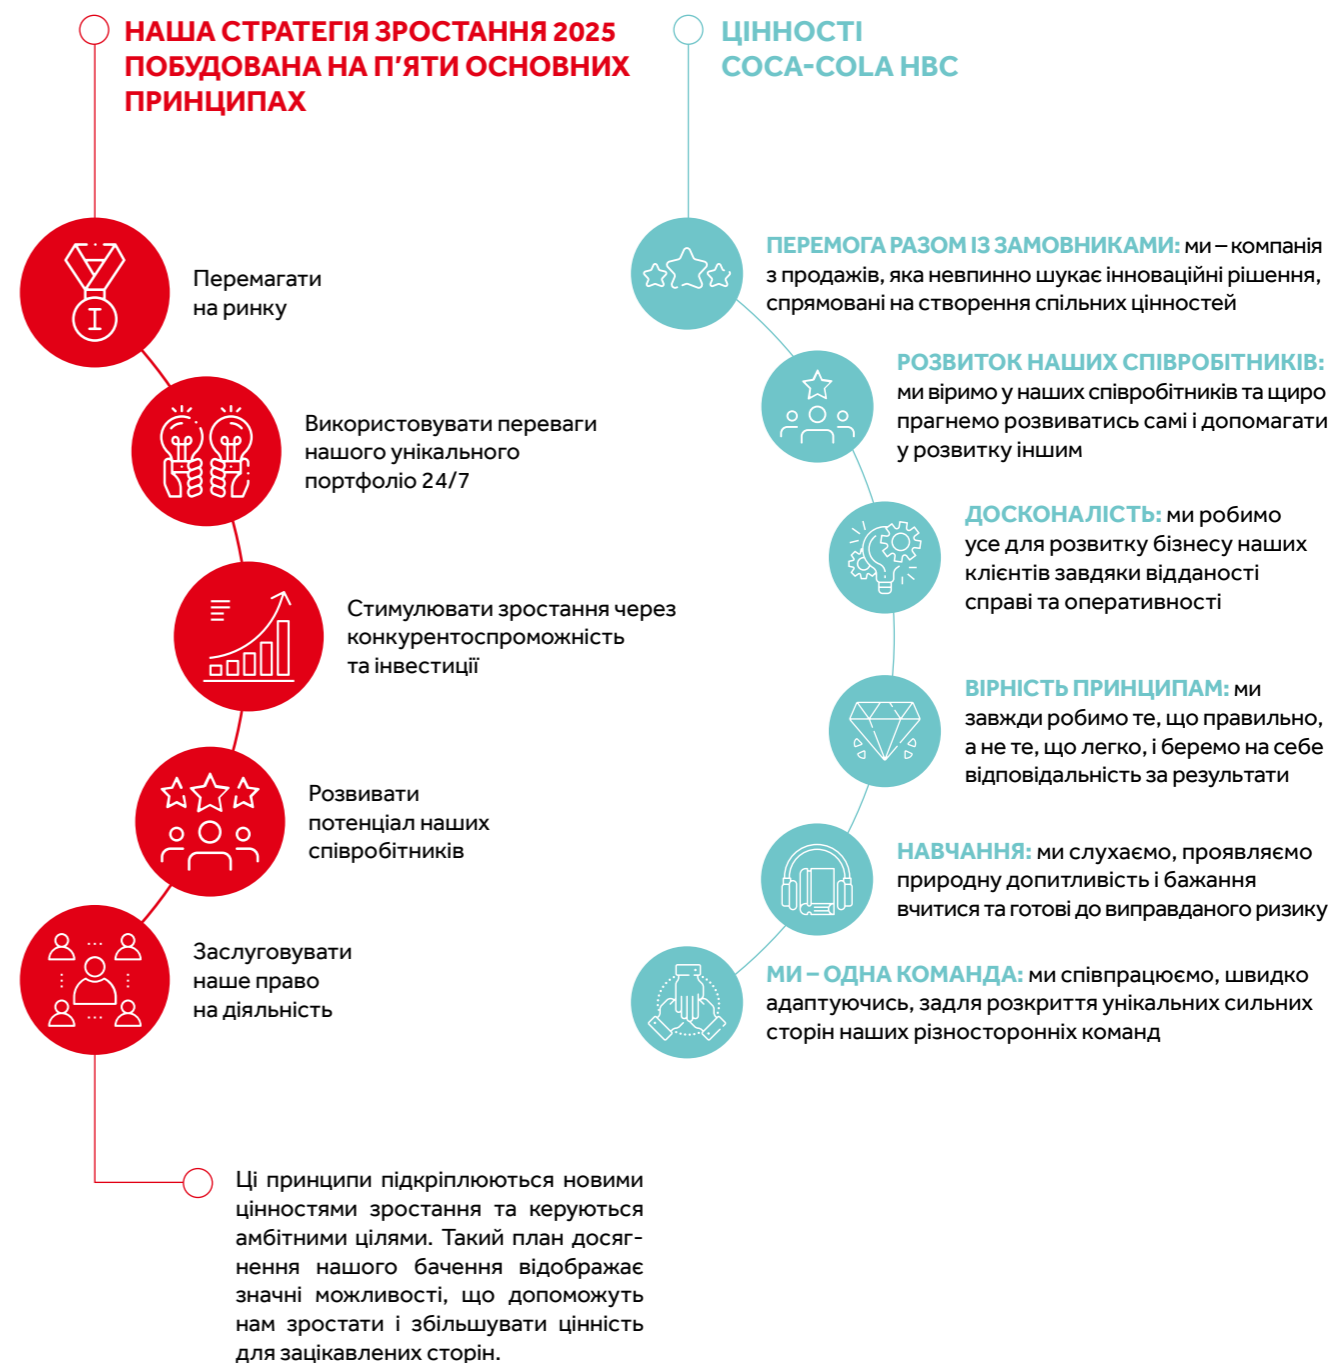 НАША СТРАТЕГІЯ ЗРОСТАННЯ 2025
ПОБУДОВАНА НА П’ЯТИ ОСНОВНИХ
ПРИНЦИПАХ
Перемагати
на ринку
I
Використовувати переваги
нашого унікального
портфоліо 24/7
Стимулювати зростання через
конкурентоспроможність
та інвестиції
Розвивати
потенціал наших
співробітників
Заслуговувати
наше право
на діяльність
Ці принципи підкріплюються новими
цінностями зростання та керуються
амбітними цілями. Такий план досяг-
нення нашого бачення відображає
значні можливості, що допоможуть
нам зростати і збільшувати цінність
для зацікавлених сторін.
ЦІННОСТІ
COCA-COLA HBC
ПЕРЕМОГА РАЗОМ ІЗ ЗАМОВНИКАМИ: ми – компанія
з продажів, яка невпинно шукає інноваційні рішення,
спрямовані на створення спільних цінностей
РОЗВИТОК НАШИХ СПІВРОБІТНИКІВ:
ми віримо у наших співробітників та щиро
прагнемо розвиватись самі і допомагати
у розвитку іншим
ДОСКОНАЛІСТЬ: ми робимо
усе для розвитку бізнесу наших
клієнтів завдяки відданості
справі та оперативності
ВІРНІСТЬ ПРИНЦИПАМ: ми
завжди робимо те, що правильно,
а не те, що легко, і беремо на себе
відповідальність за результати
НАВЧАННЯ: ми слухаємо, проявляємо
природну допитливість і бажання
вчитися та готові до виправданого ризику
МИ – ОДНА КОМАНДА: ми співпрацюємо, швидко
адаптуючись, задля розкриття унікальних сильних
сторін наших різносторонніх команд